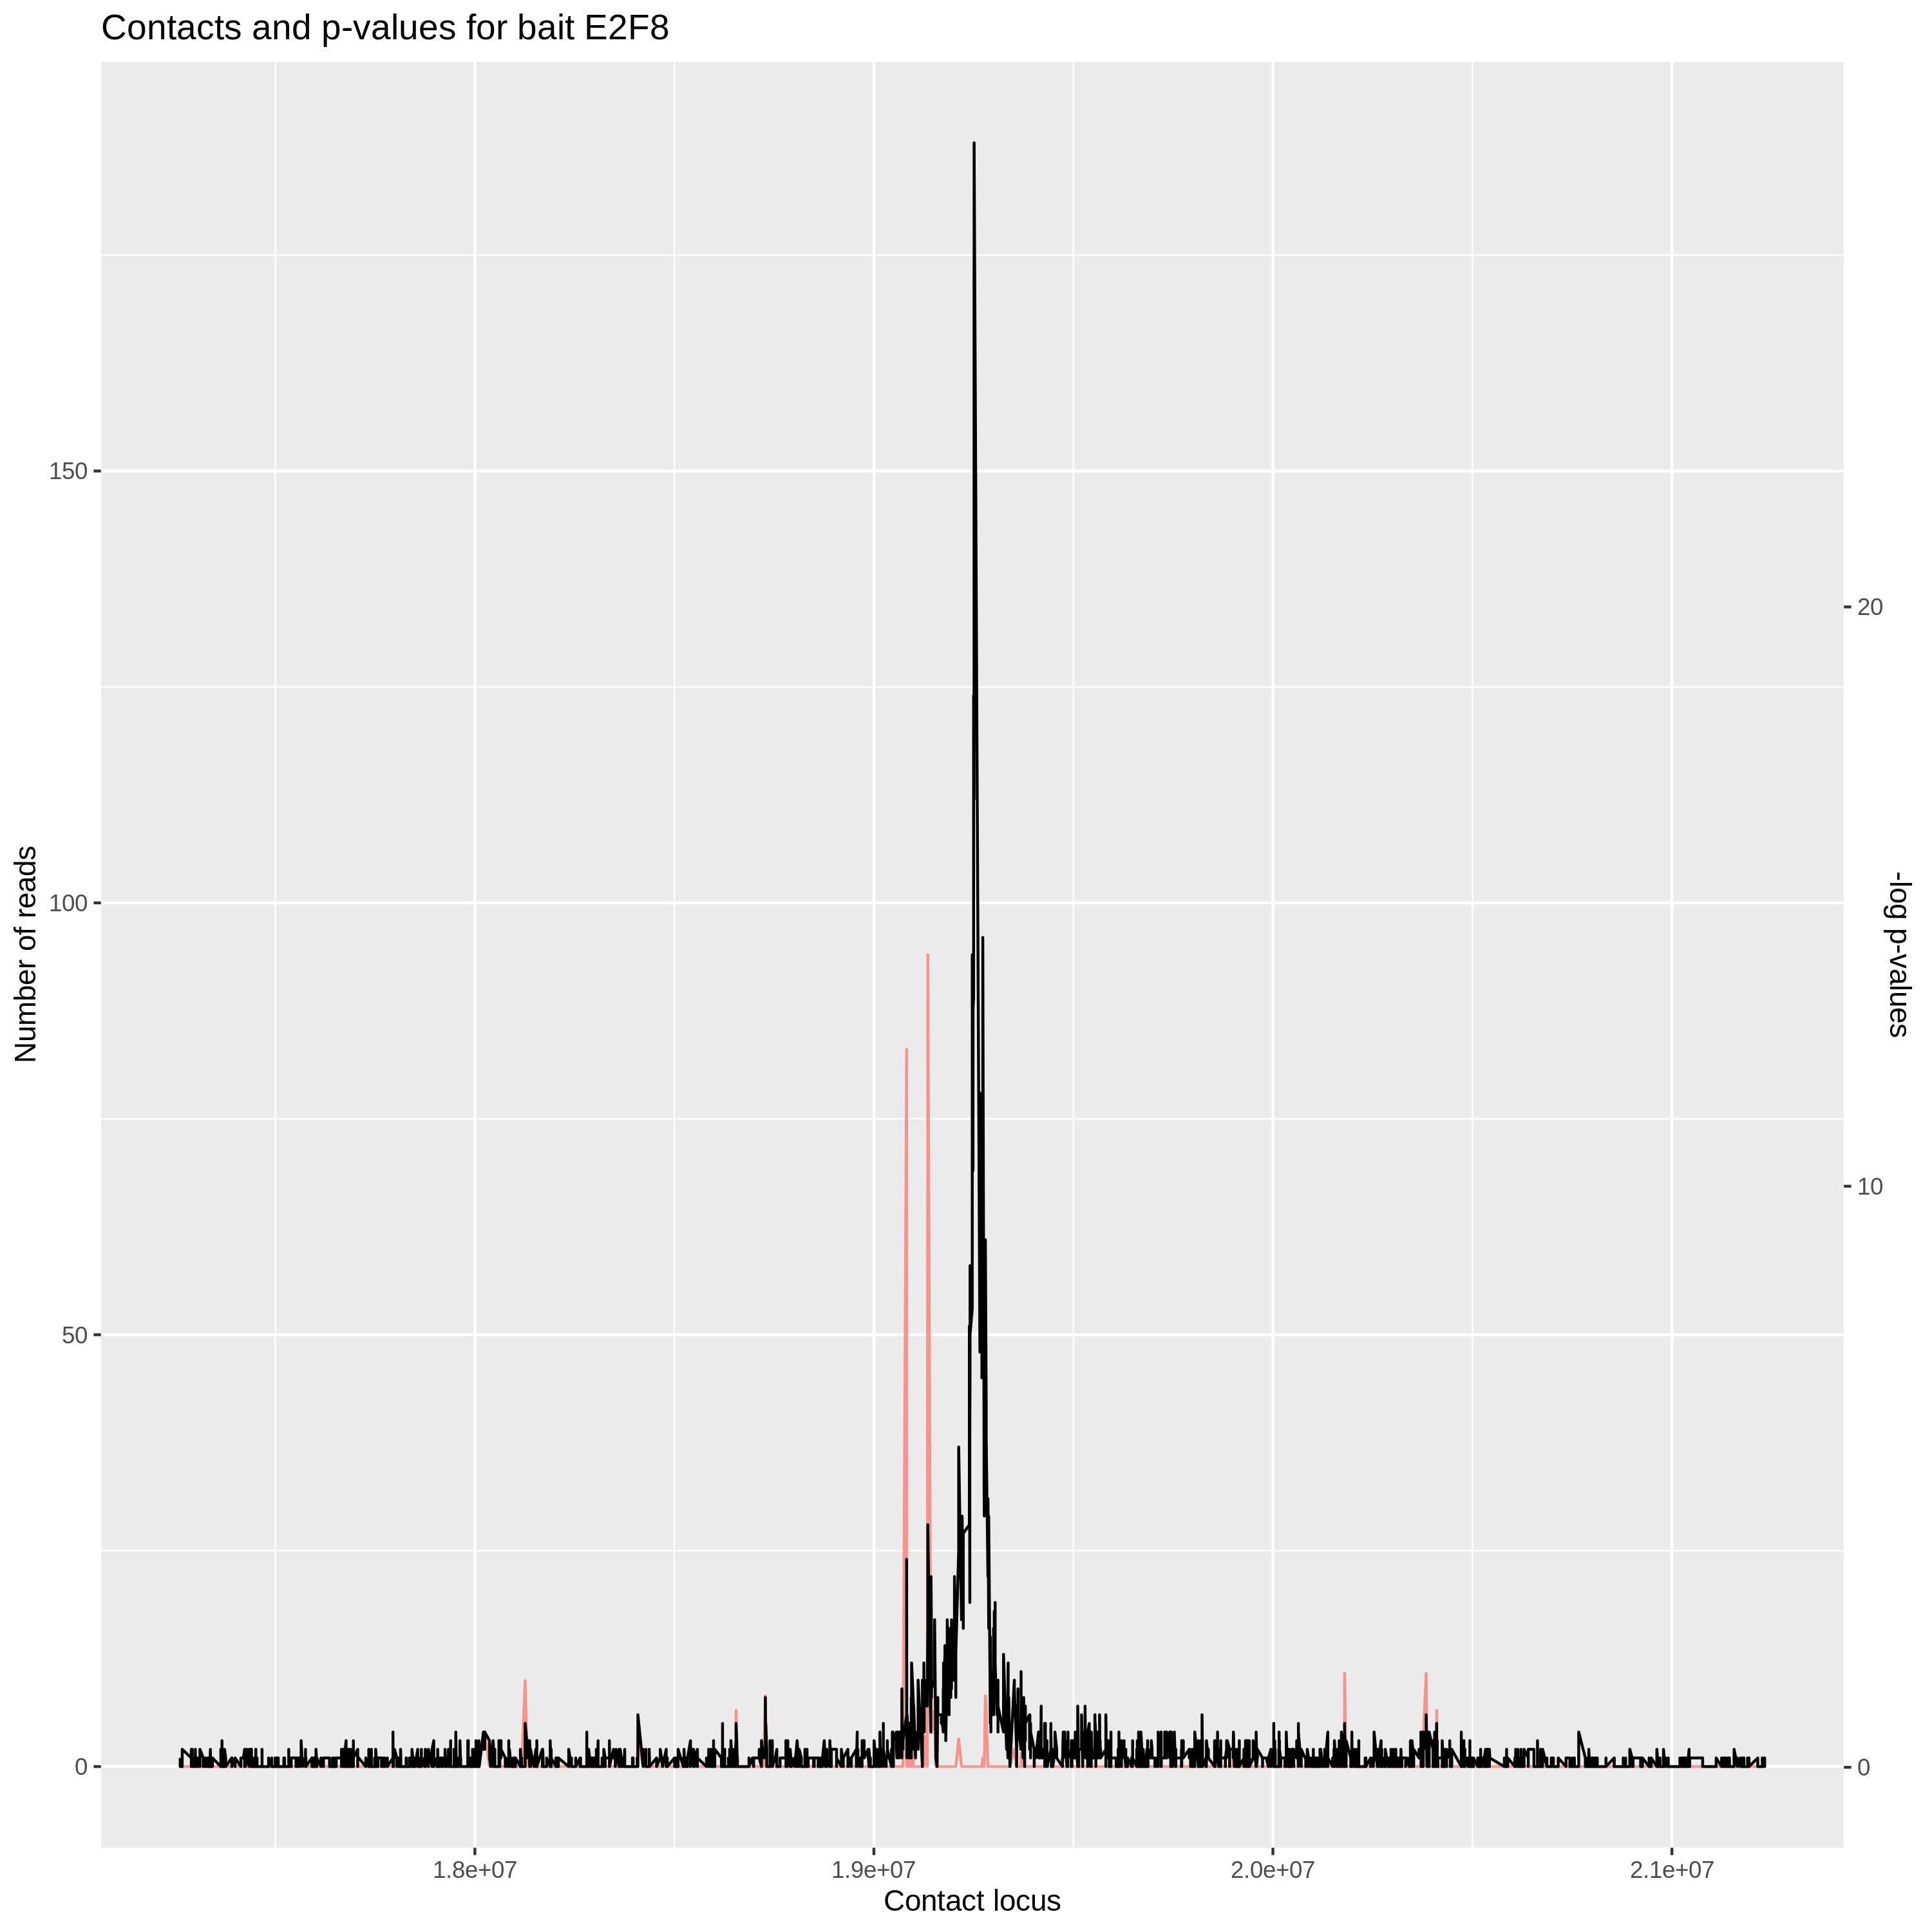 Contacts and p-values for bait E2F8
Number of reads
150
100
50
0
20
10
0
-log p-values
1.8e+07 1.9e+07 2.0e+07 2.1e+07
Contact locus